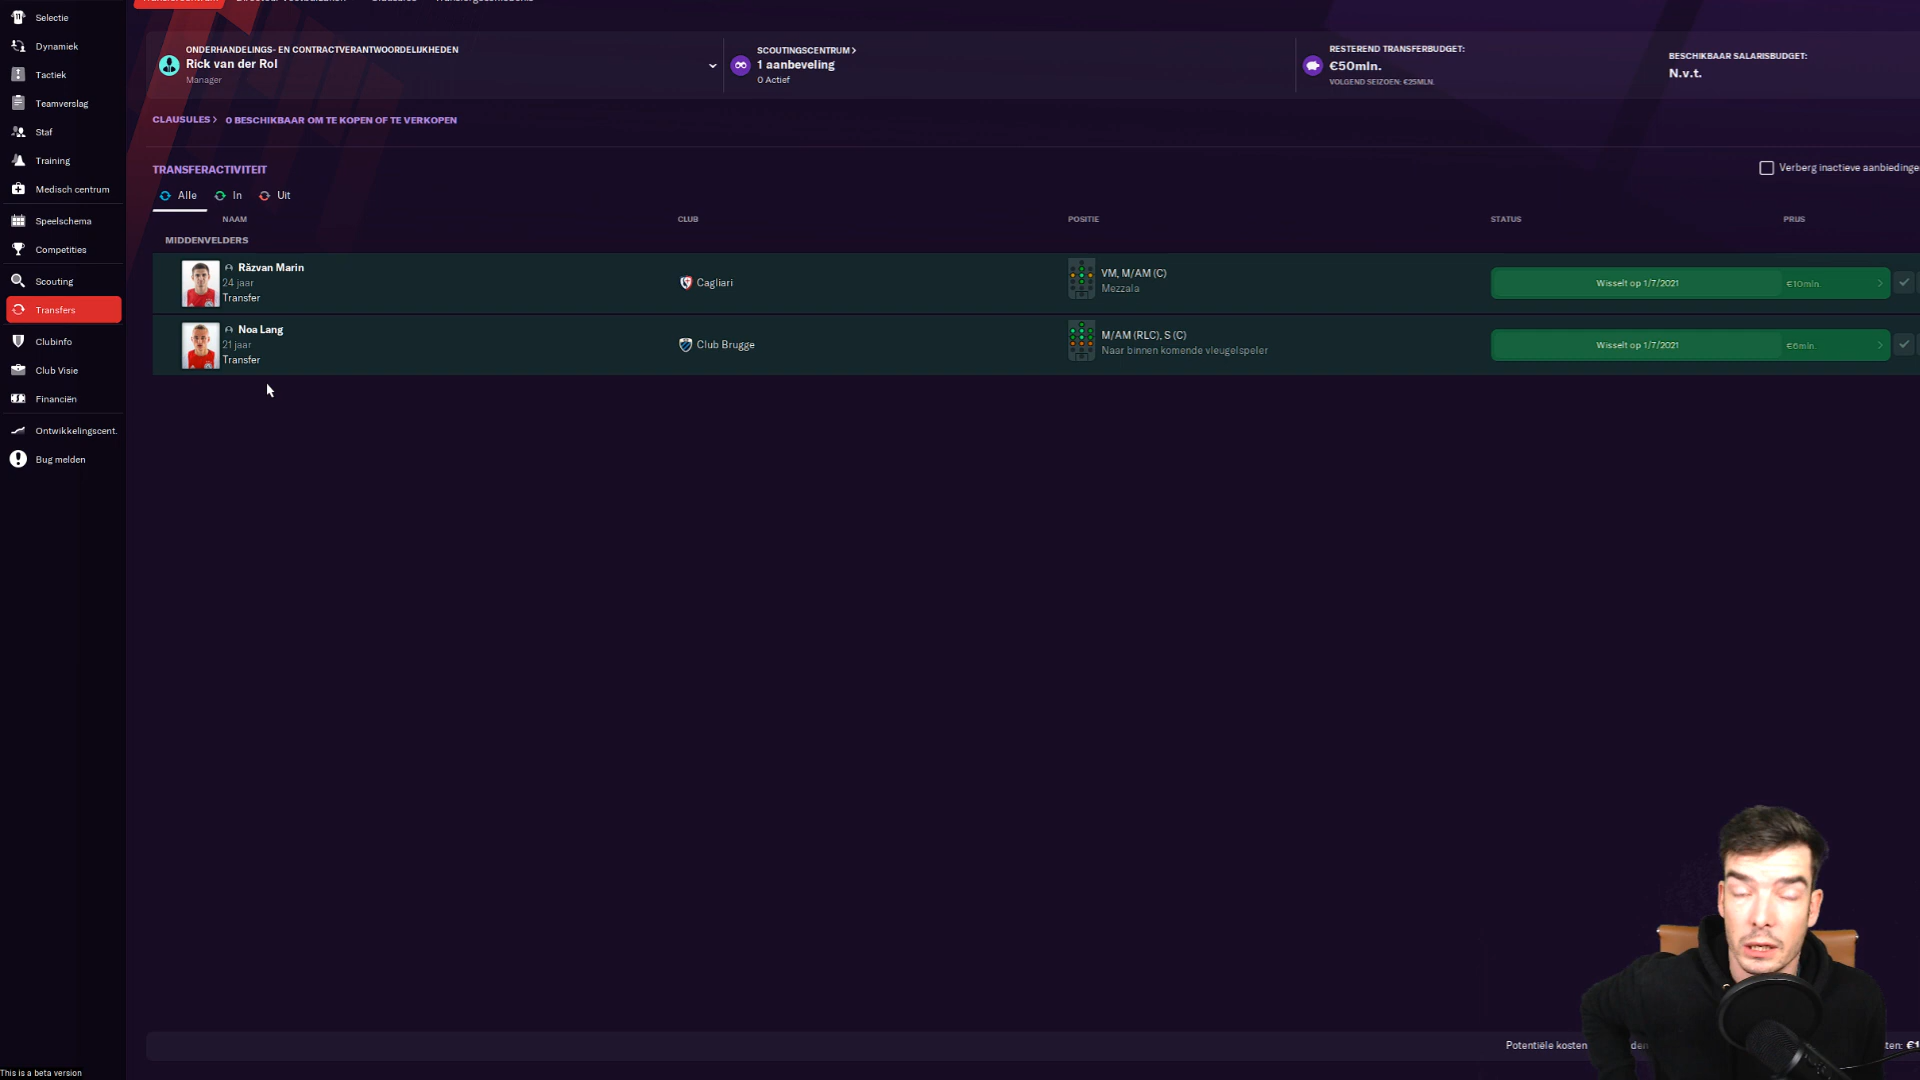 Selectie
Dynamiek
Tactiek
Teamverslag
Staf
Training
Medisch centrum
Speelschema
Competities
Scouting
Transfers
Clubinfo
Club Visie
Financiën
Ontwikkelingscent.
Bug melden
This is a beta version
ONDERHANDELINGS- EN CONTRACTVERANTWOORDELIJKHEDEN
Rick van der Rol
Manager
SCOUTINGSCENTRUM >
1 aanbeveling
0 Actief
RESTEREND TRANSFERBUDGET:
€50mln.
VOLGEND SEIZOEN: €25MLN.
BESCHIKBAAR SALARISBUDGET:
N.v.t.
CLAUSULES > 0 BESCHIKBAAR OM TE KOPEN OF TE VERKOPEN
TRANSFERACTIVITEIT
Verberg inactieve aanbiedinge
Alle In Uit
NAAM CLUB POSITIE STATUS PRIJS
MIDDENVELDERS
Răzvan Marin
24 jaar
Transfer
Cagliari
VM, M/AM (C)
Mezzala
Wisselt op 1/7/2021 €10mln.
Noa Lang
21 jaar
Transfer
Club Brugge
M/AM (RLC), S (C)
Naar binnen komende vleugelspeler
Wisselt op 1/7/2021 €6mln.
Potentiële kosten